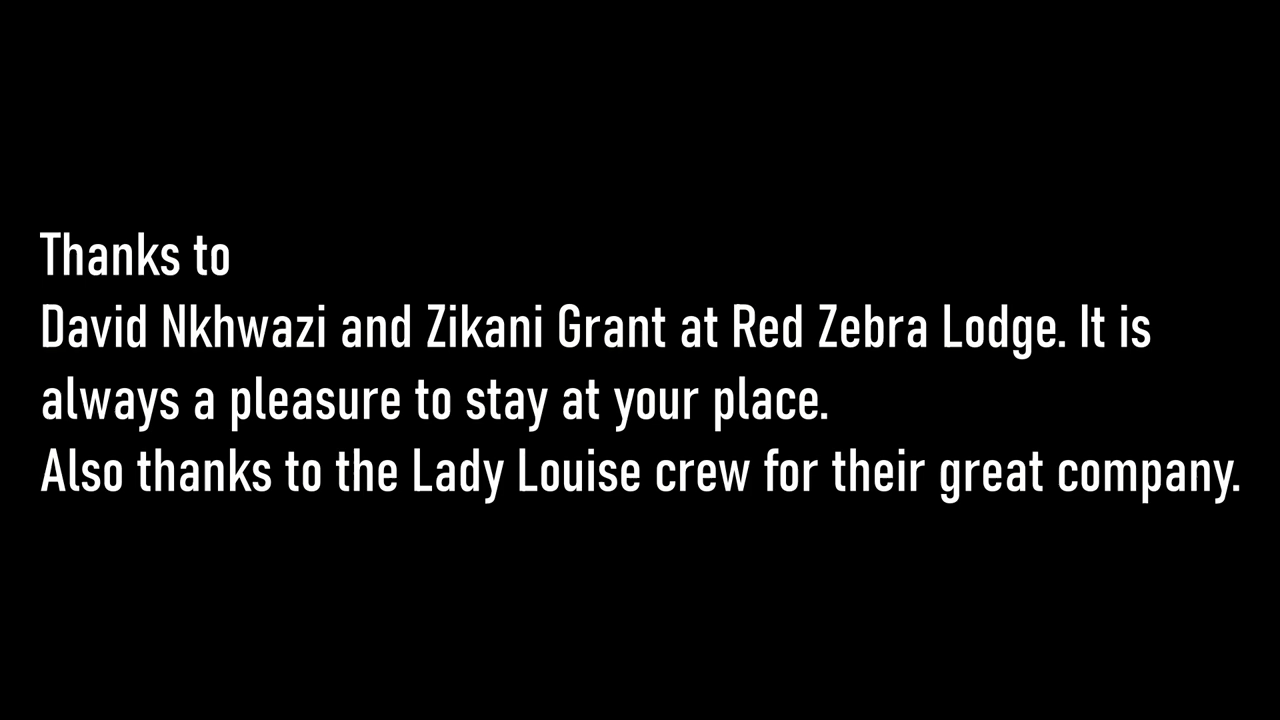 Thanks to
David Nkhwazi and Zikani Grant at Red Zebra Lodge. It is
always a pleasure to stay at your place.
Also thanks to the Lady Louise crew for their great company.